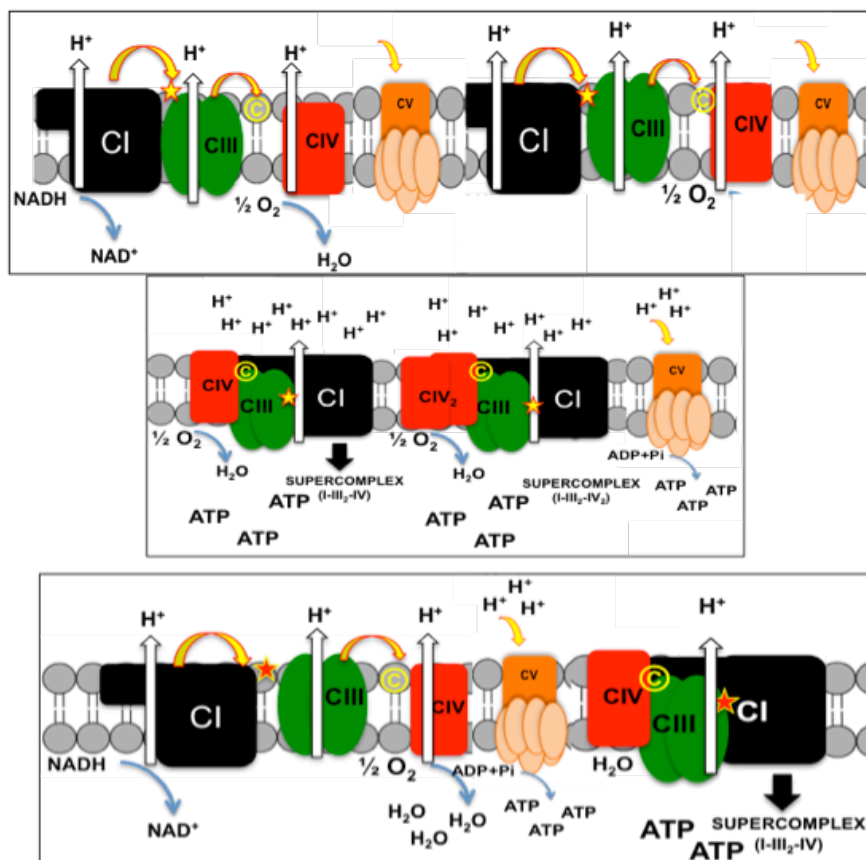 H⁺ H⁺ H⁺ H⁺ H⁺ H⁺
CI CIII © CIV CV CI CIII © CIV CV
NADH ½ O₂ ½ O₂
NAD⁺ H₂O
H⁺ H⁺ H⁺ H⁺ H⁺ H⁺ H⁺ H⁺ H⁺
H⁺ H⁺ H⁺ H⁺ H⁺ H⁺ H⁺ H⁺ H⁺ H⁺
CIV © CIII CI CIV₂ © CIII CI CV
½ O₂ ½ O₂ ADP+Pi
H₂O H₂O
SUPERCOMPLEX SUPERCOMPLEX ATP ATP
(I-III₂-IV) (I-III₂-IV₂) ATP
ATP ATP
ATP ATP
ATP ATP
H⁺ H⁺ H⁺ H⁺ H⁺ H⁺ H⁺
CI CIII © CIV CV CIV © CIII CI
NADH ½ O₂ ADP+Pi H₂O
NAD⁺ H₂O H₂O ATP ATP
H₂O ATP ATP SUPERCOMPLEX
ATP (I-III₂-IV)